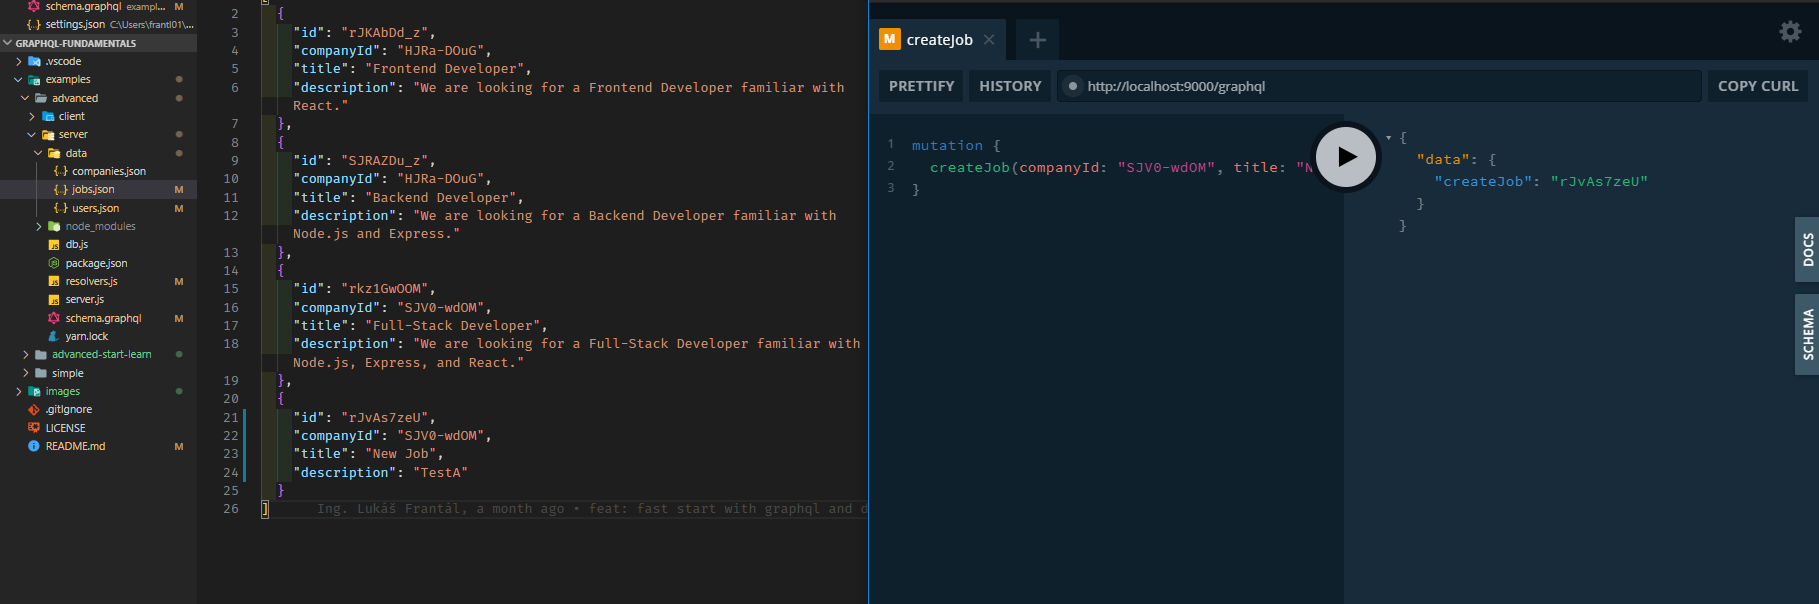 schema.graphql exampl... M
settings.json C:\Users\frantl01\...
GRAPHQL-FUNDAMENTALS
.vscode
examples
advanced
client
server
data
companies.json
jobs.json M
users.json M
node_modules
db.js
package.json
resolvers.js M
server.js
schema.graphql M
yarn.lock
advanced-start-learn
simple
images
.gitIgnore
LICENSE
README.md M
2 {
3 "id": "rJKAbDd_z",
4 "companyId": "HJRa-DOuG",
5 "title": "Frontend Developer",
6 "description": "We are looking for a Frontend Developer familiar with
React."
7 },
8 {
9 "id": "SJRAZDu_z",
10 "companyId": "HJRa-DOuG",
11 "title": "Backend Developer",
12 "description": "We are looking for a Backend Developer familiar with
Node.js and Express."
13 },
14 {
15 "id": "rkz1GwOOM",
16 "companyId": "SJV0-wdOM",
17 "title": "Full-Stack Developer",
18 "description": "We are looking for a Full-Stack Developer familiar with
Node.js, Express, and React."
19 },
20 {
21 "id": "rJvAs7zeU",
22 "companyId": "SJV0-wdOM",
23 "title": "New Job",
24 "description": "TestA"
25 }
26 ] Ing. Lukáš Frantál, a month ago • feat: fast start with graphql and
M createJob
PRETTIFY HISTORY http://localhost:9000/graphql COPY CURL
1 mutation {
2 createJob(companyId: "SJV0-wdOM", title: "N
3 }
{
"data": {
"createJob": "rJvAs7zeU"
}
}
DOCS
SCHEMA